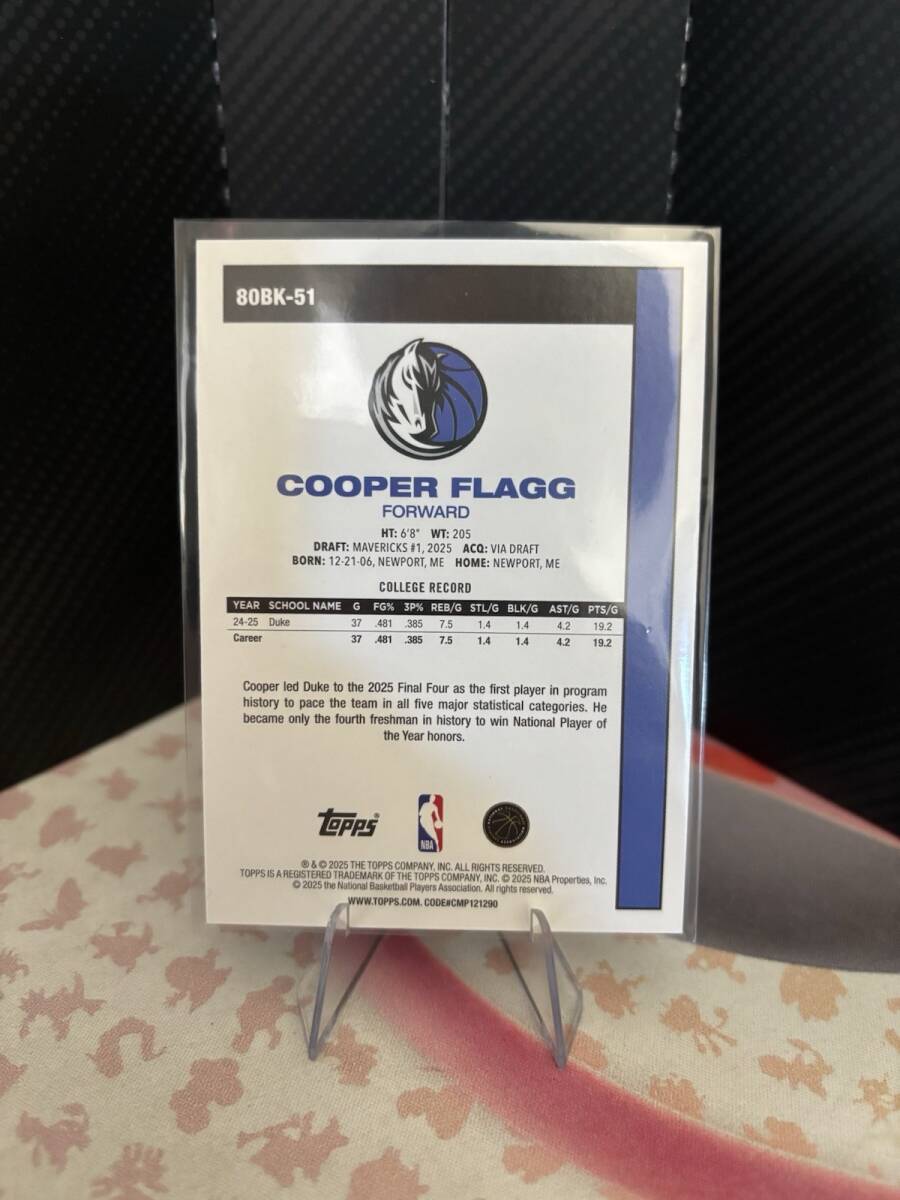 80BK-51
COOPER FLAGG
FORWARD
HT: 6'8" WT: 205
DRAFT: MAVERICKS #1, 2025 ACQ: VIA DRAFT
BORN: 12-21-06, NEWPORT, ME HOME: NEWPORT, ME
COLLEGE RECORD
YEAR SCHOOL NAME G FG% 3P% REB/G STL/G BLK/G AST/G PTS/G
24-25 Duke 37 .481 .385 7.5 1.4 1.4 4.2 19.2
Career 37 .481 .385 7.5 1.4 1.4 4.2 19.2
Cooper led Duke to the 2025 Final Four as the first player in program
history to pace the team in all five major statistical categories. He
became only the fourth freshman in history to win National Player of
the Year honors.
topps® NBA
® & © 2025 THE TOPPS COMPANY, INC. ALL RIGHTS RESERVED.
TOPPS IS A REGISTERED TRADEMARK OF THE TOPPS COMPANY, INC. © 2025 NBA Properties, Inc.
© 2025 the National Basketball Players Association. All rights reserved.
WWW.TOPPS.COM. CODE#CMP121290